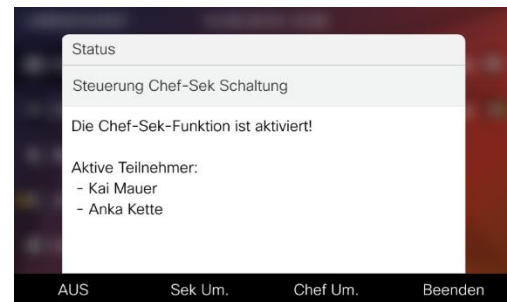 Status
Steuerung Chef-Sek Schaltung
Die Chef-Sek-Funktion ist aktiviert!
Aktive Teilnehmer:
- Kai Mauer
- Anka Kette
AUS Sek Um. Chef Um. Beenden